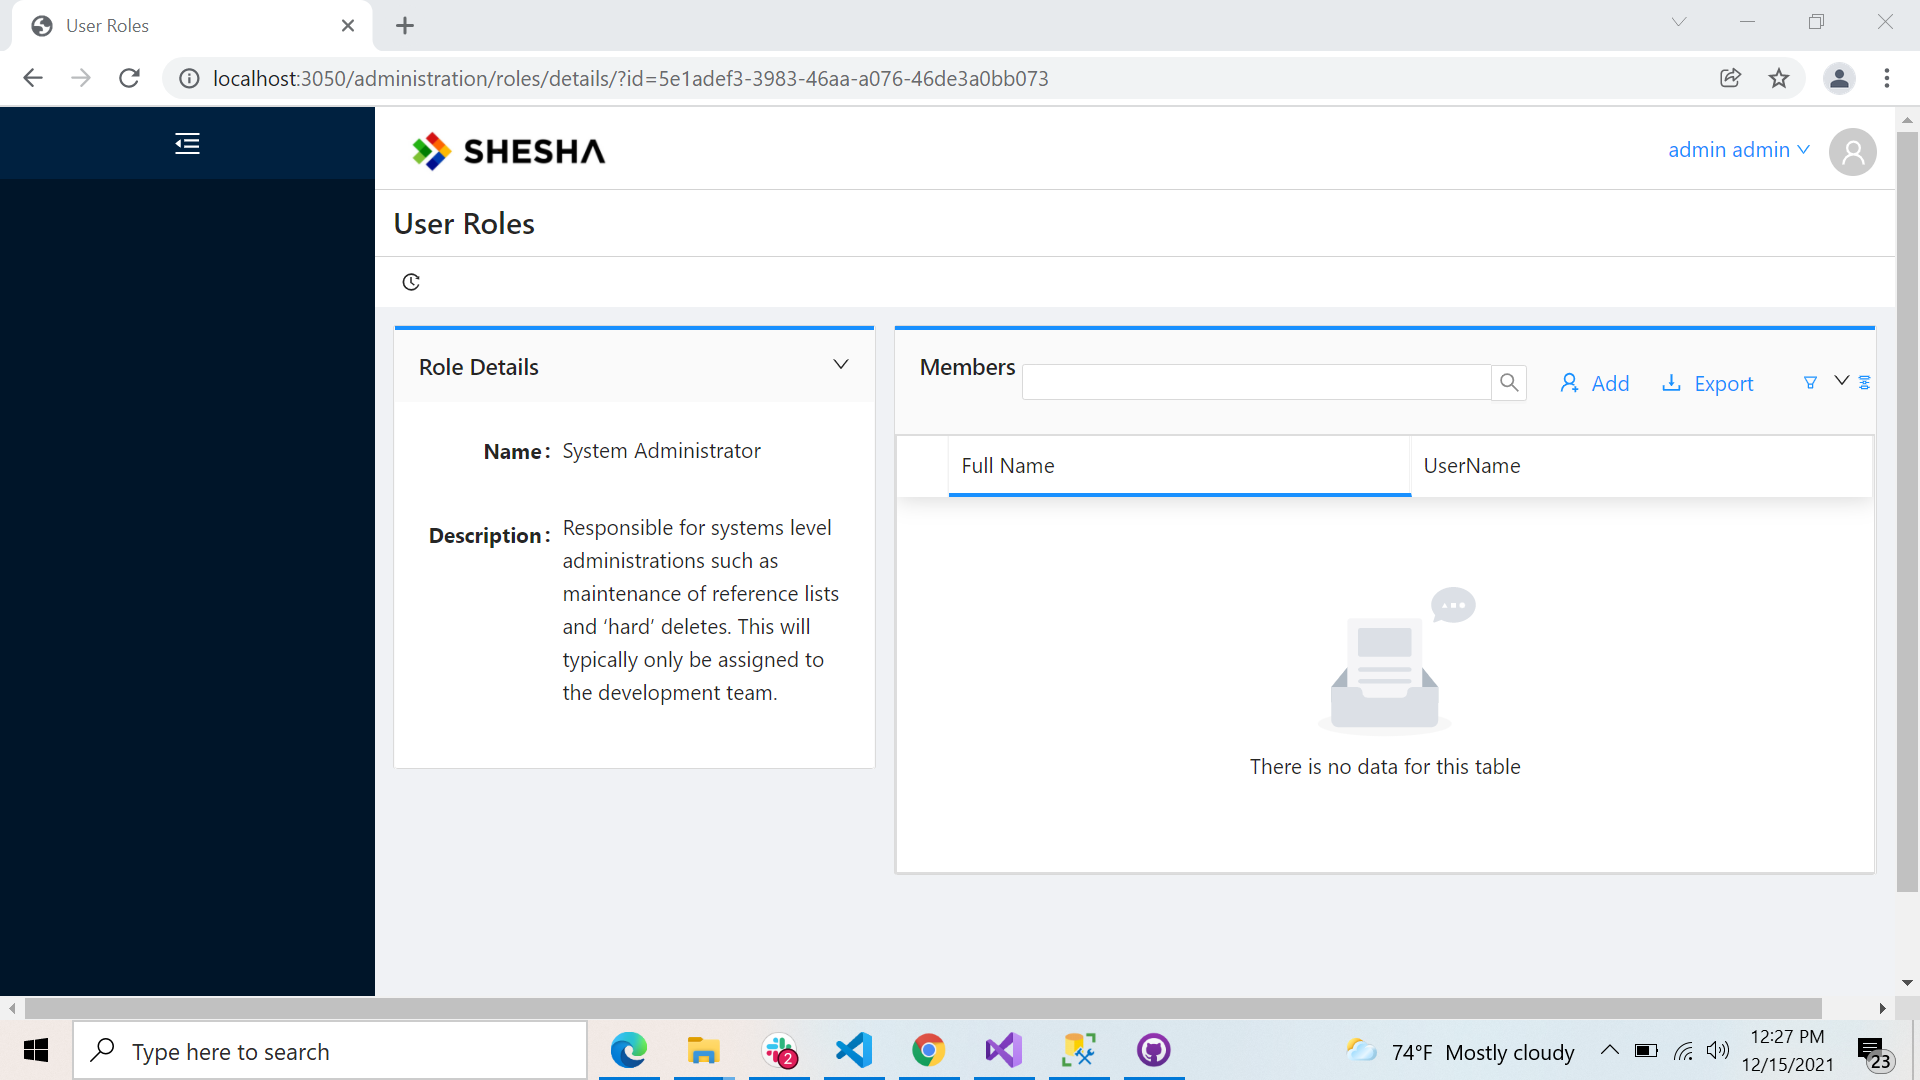 User Roles
localhost:3050/administration/roles/details/?id=5e1adef3-3983-46aa-a076-46de3a0bb073
SHESHA
admin admin
User Roles
Role Details
Name:
System Administrator
Description:
Responsible for systems level
administrations such as
maintenance of reference lists
and ‘hard’ deletes. This will
typically only be assigned to
the development team.
Members
Add
Export
Full Name
UserName
There is no data for this table
Type here to search
2
74°F Mostly cloudy
12:27 PM
12/15/2021
23